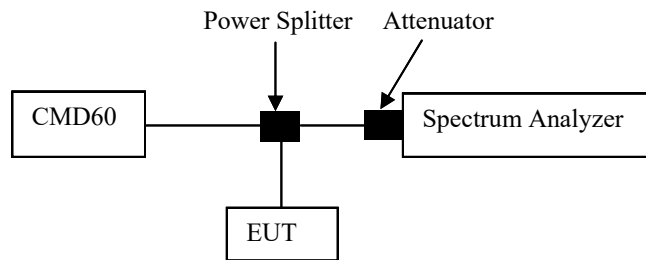 Power Splitter
Attenuator
CMD60
Spectrum Analyzer
EUT